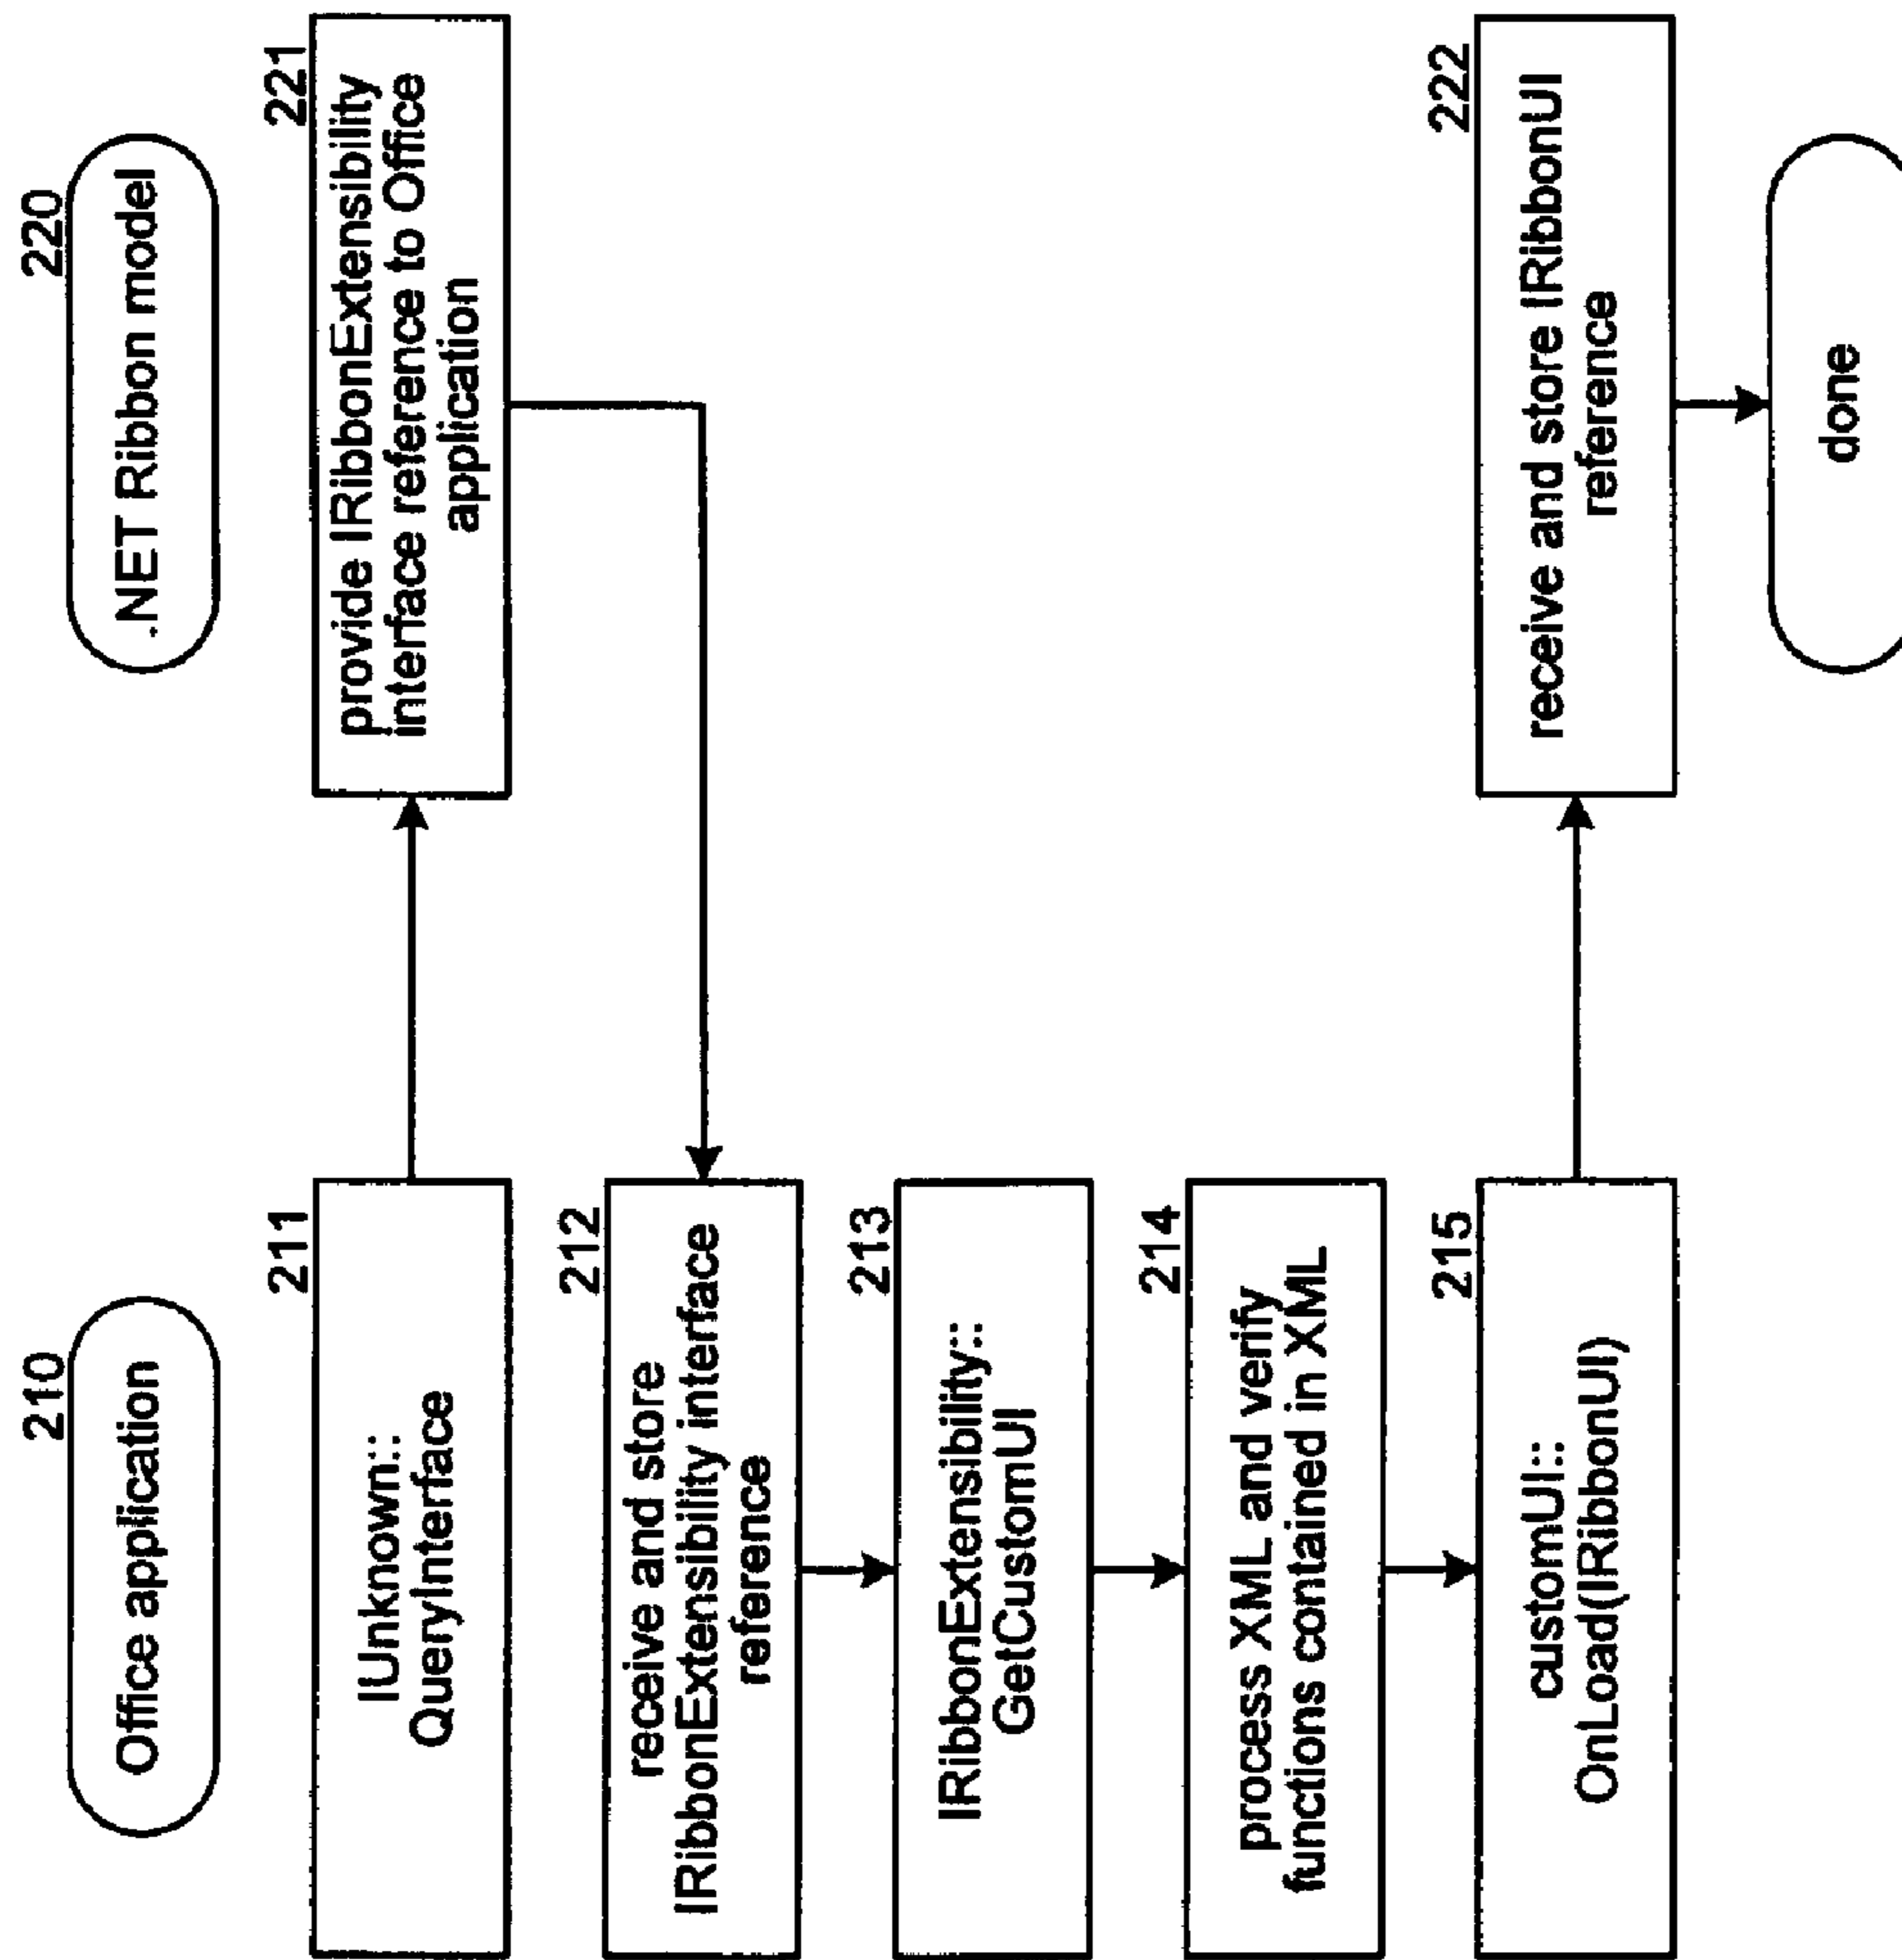 210
Office application
220
.NET Ribbon model
211
IUnknown::
QueryInterface
221
provide IRibbonExtensibility
interface reference to Office
application
212
receive and store
IRibbonExtensibility interface
reference
213
IRibbonExtensibility::
GetCustomUI
214
process XML and verify
functions contained in XML
215
customUI::
OnLoad(IRibbonUI)
222
receive and store IRibbonUI
reference
done